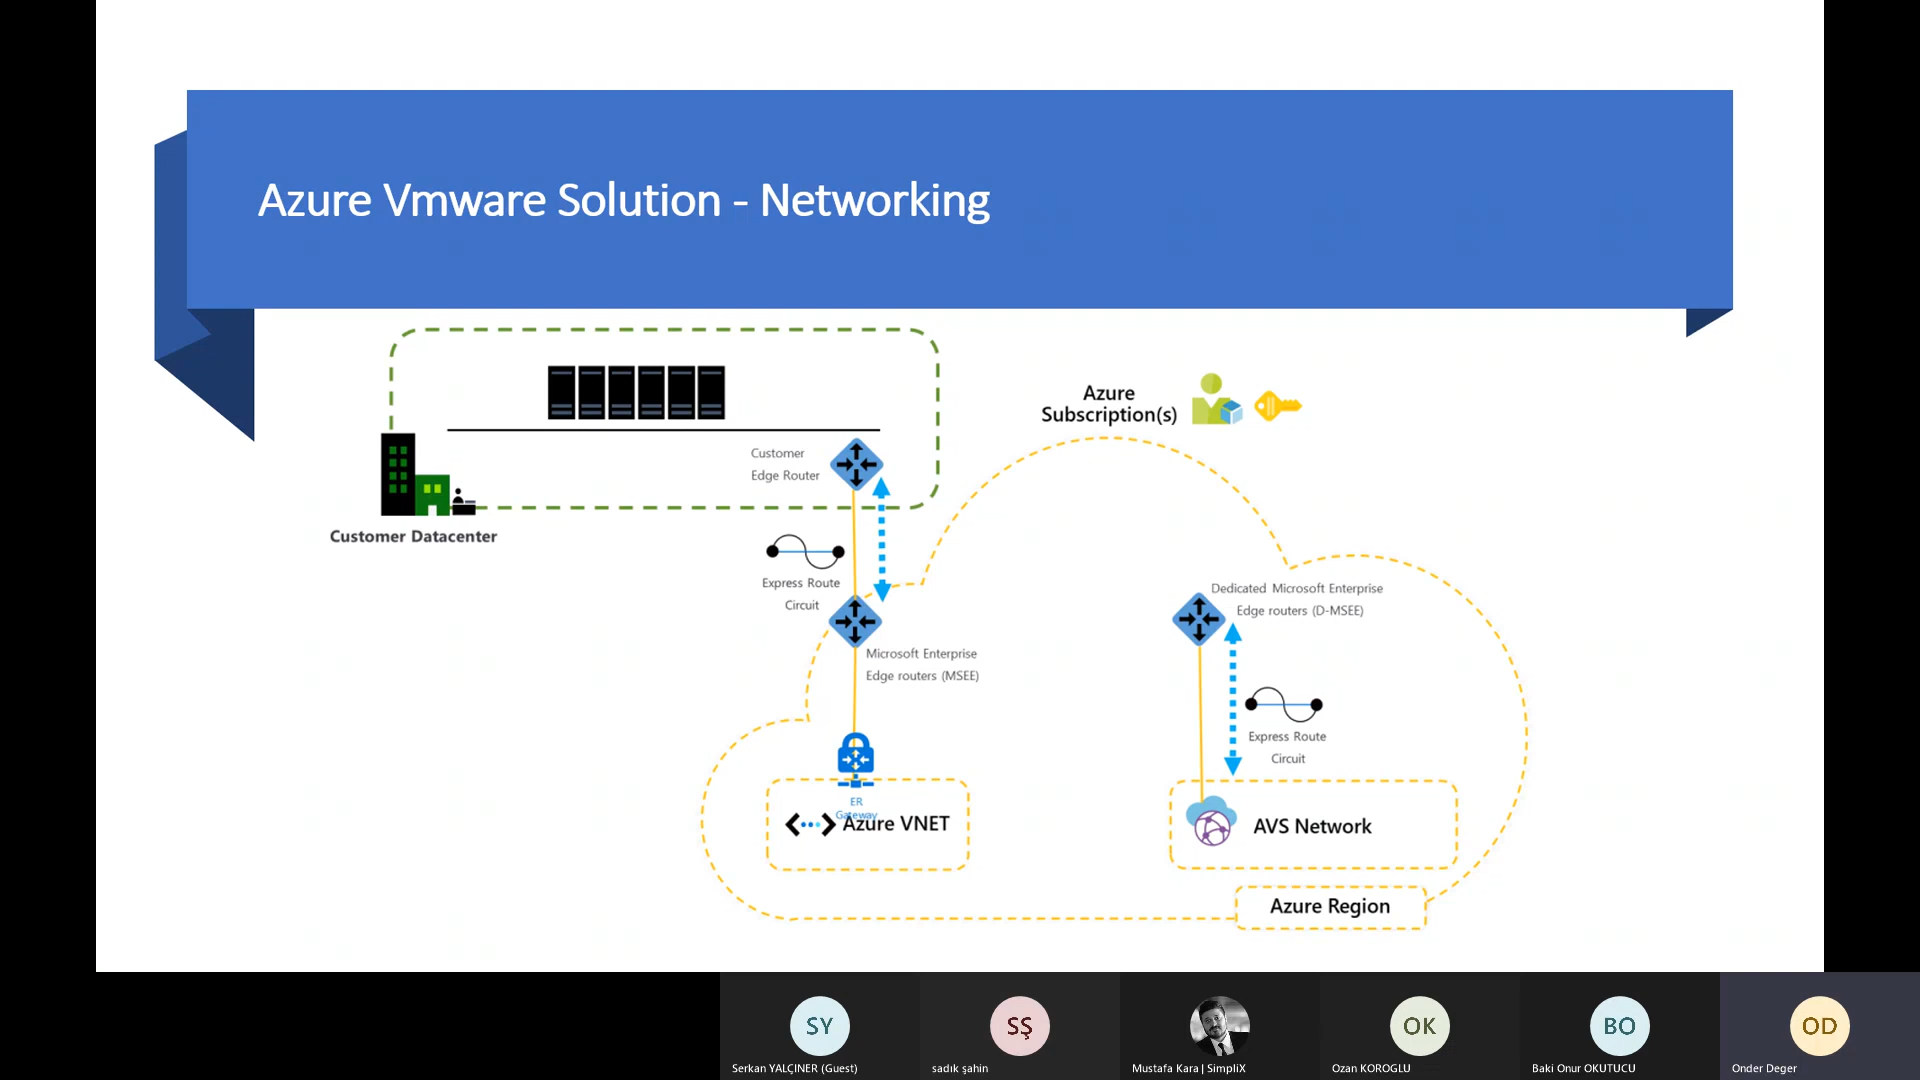 Azure Vmware Solution - Networking
Azure
Subscription(s)
Customer
Edge Router
Customer Datacenter
Express Route
Circuit
Dedicated Microsoft Enterprise
Edge routers (D-MSEE)
Microsoft Enterprise
Edge routers (MSEE)
Express Route
Circuit
ER
Gateway
Azure VNET
AVS Network
Azure Region
SY
SŞ
OK
BO
OD
Serkan YALÇINER (Guest)
sadık şahin
Mustafa Kara | SimpliX
Ozan KOROGLU
Baki Onur OKUTUCU
Onder Deger